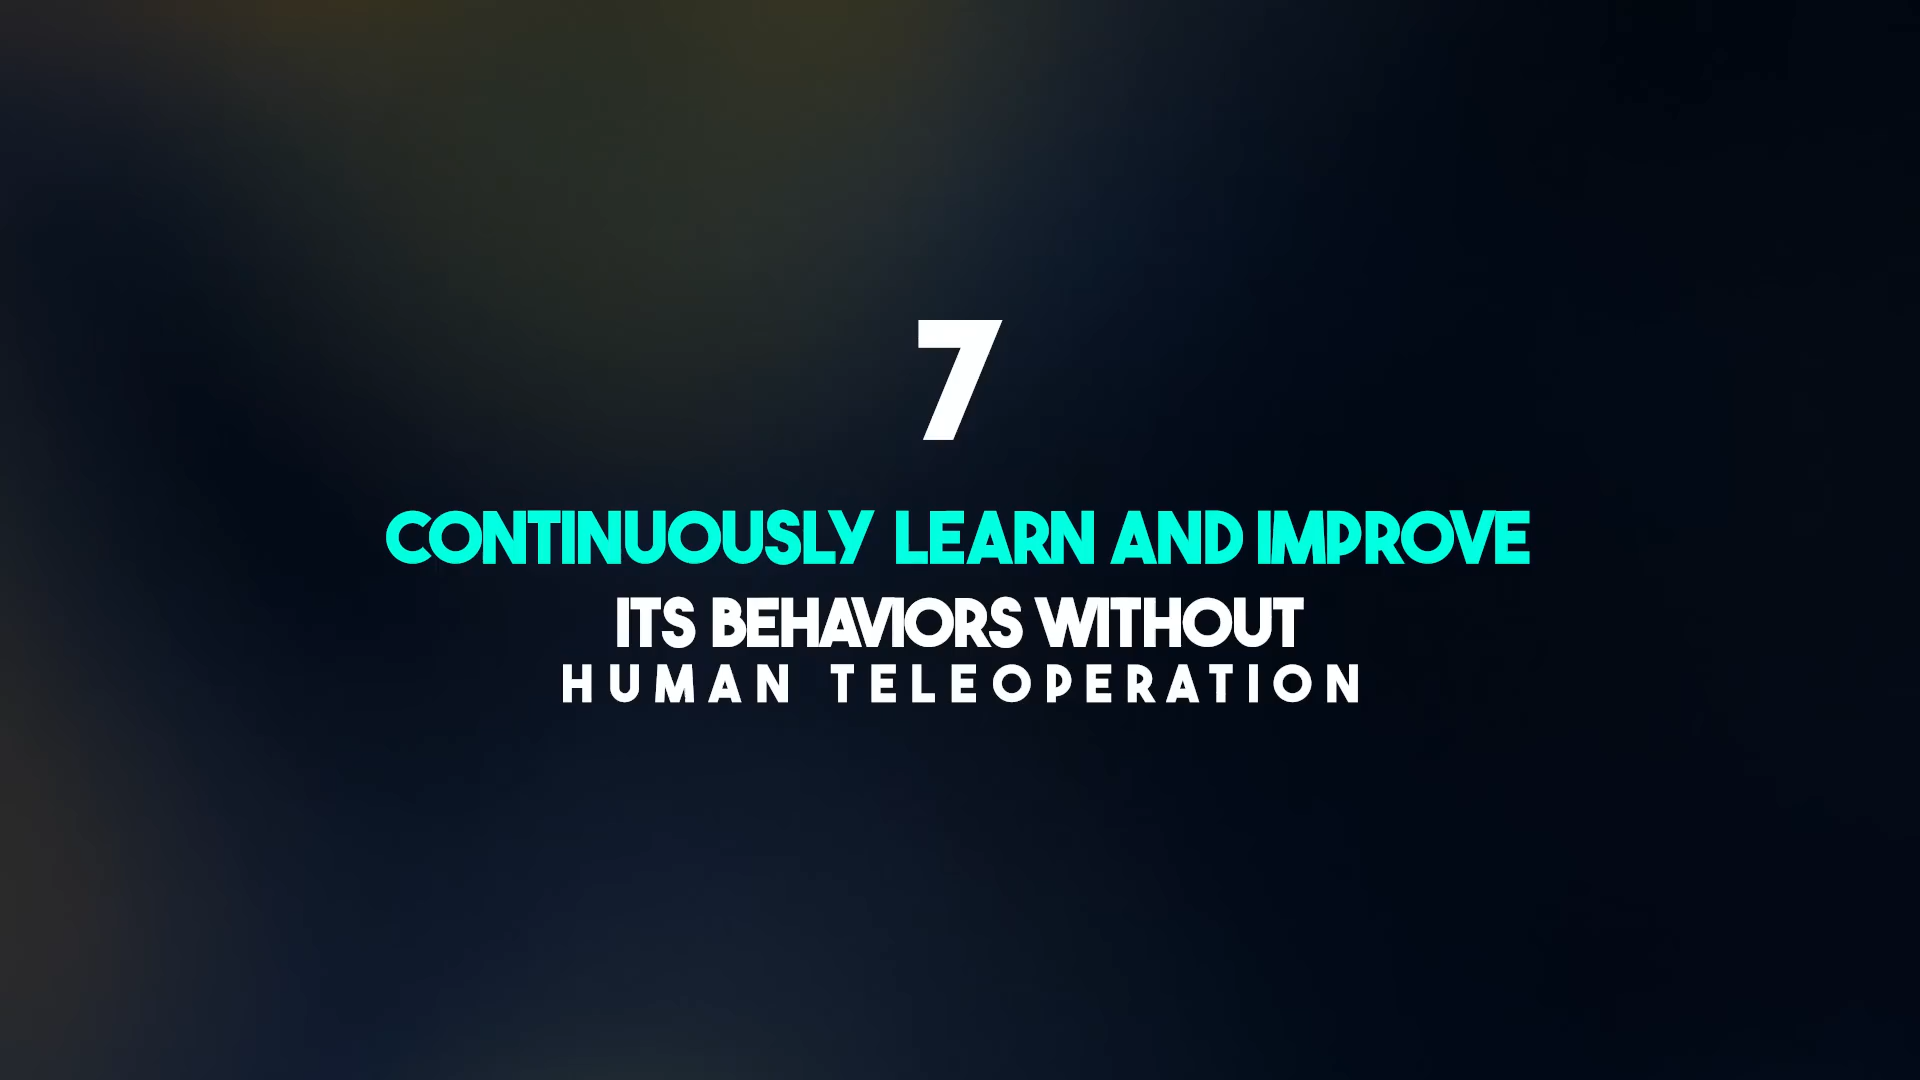 7
CONTINUOUSLY LEARN AND IMPROVE
ITS BEHAVIORS WITHOUT
HUMAN TELEOPERATION